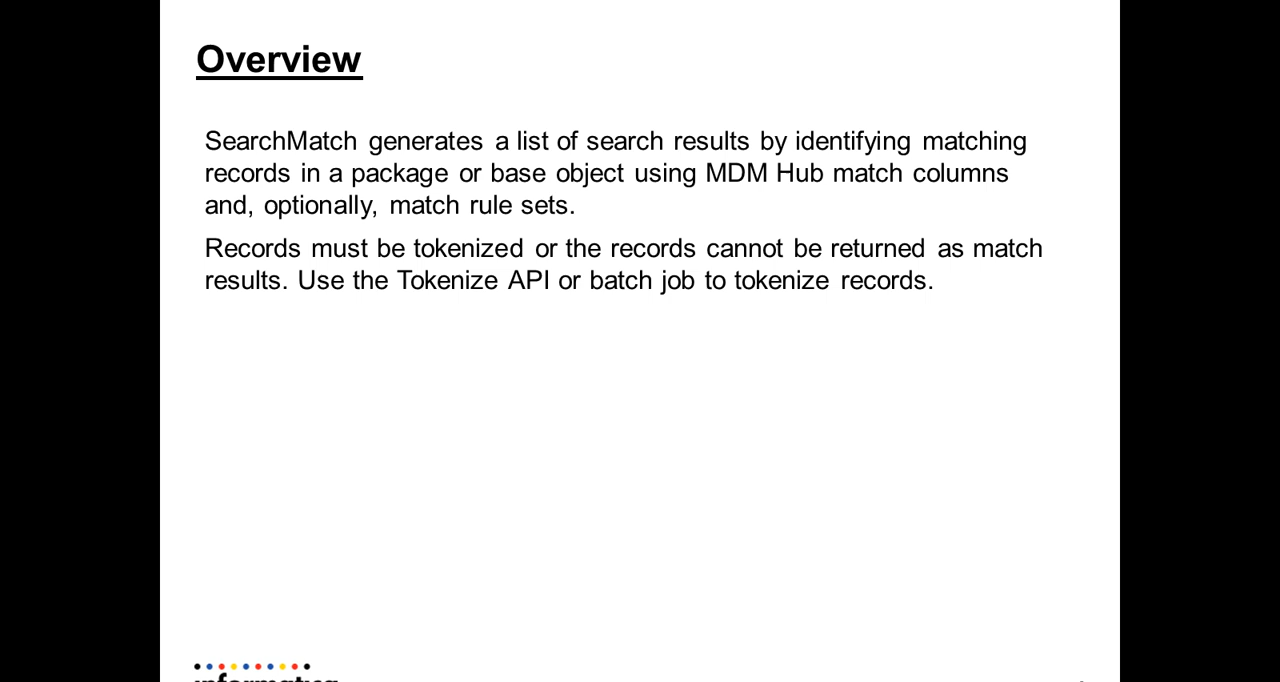 Overview
SearchMatch generates a list of search results by identifying matching
records in a package or base object using MDM Hub match columns
and, optionally, match rule sets.
Records must be tokenized or the records cannot be returned as match
results. Use the Tokenize API or batch job to tokenize records.
informatica